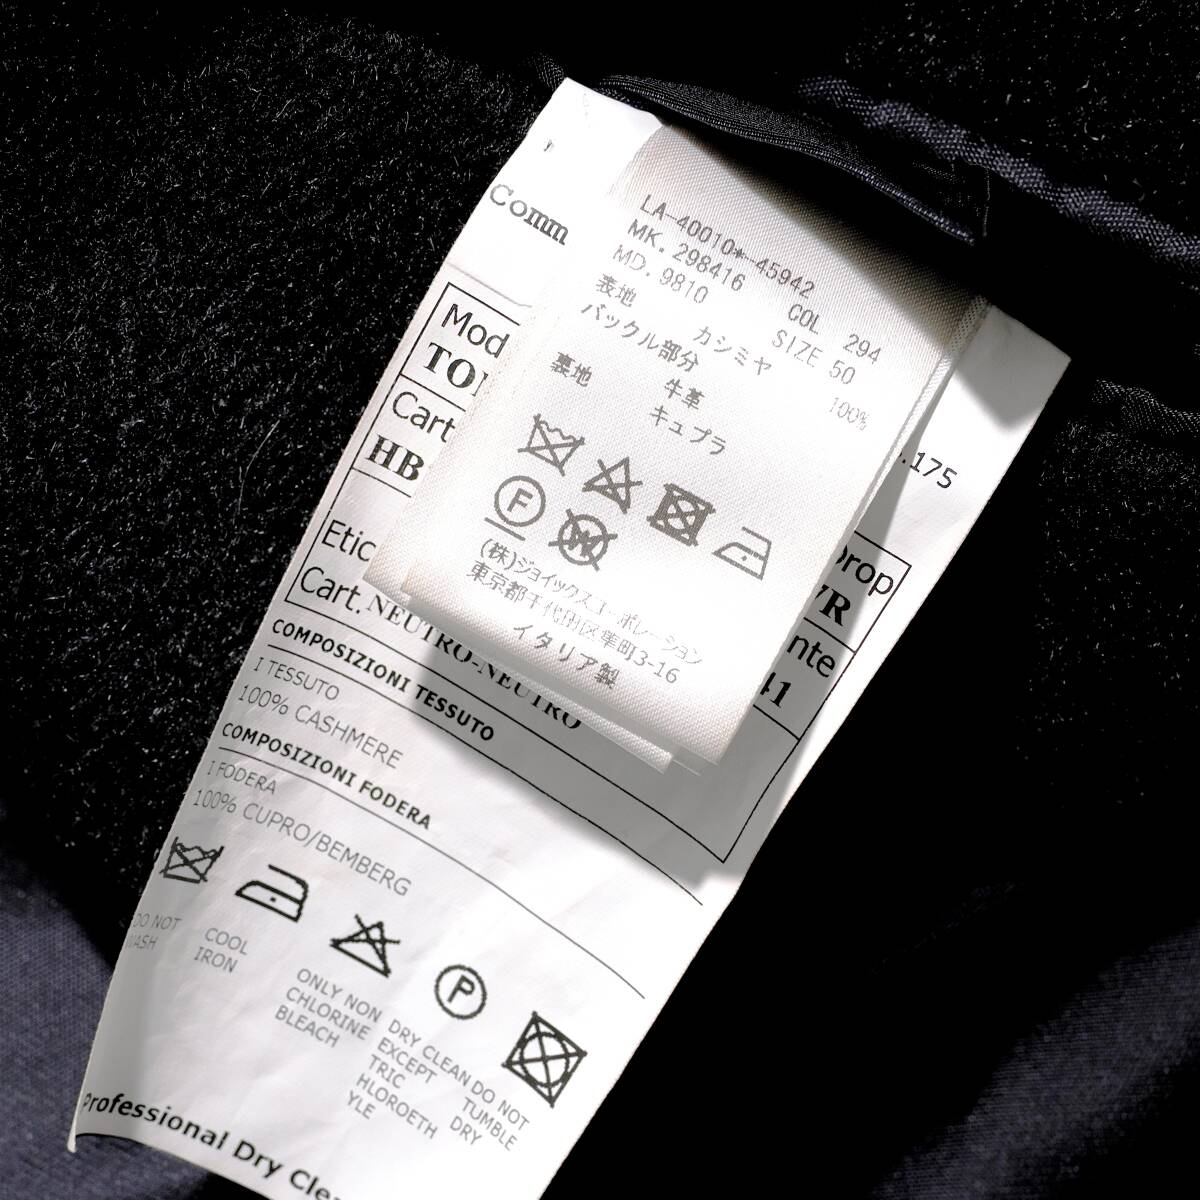 LA-40010*-45942
MK. 298416 COL 294
MD. 9810 SIZE 50
表地 カシミヤ 100%
バックル部分
牛革
裏地 キュプラ
F
W
(株)ジョイックスコーポレーション
東京都千代田区隼町3-16
イタリア製
Comm
.175
Mod
Drop
Cart
HB
nte
41
Etic
Cart. NEUTRO-NEUTRO
COMPOSIZIONI TESSUTO
I TESSUTO
100% CASHMERE
COMPOSIZIONI FODERA
I FODERA
100% CUPRO/BEMBERG
P
DO NOT
WASH
COOL
IRON
ONLY NON
CHLORINE
BLEACH
DRY CLEAN
EXCEPT
TRIC
HLOROETH
YLE
DO NOT
TUMBLE
DRY
Professional Dry Clea